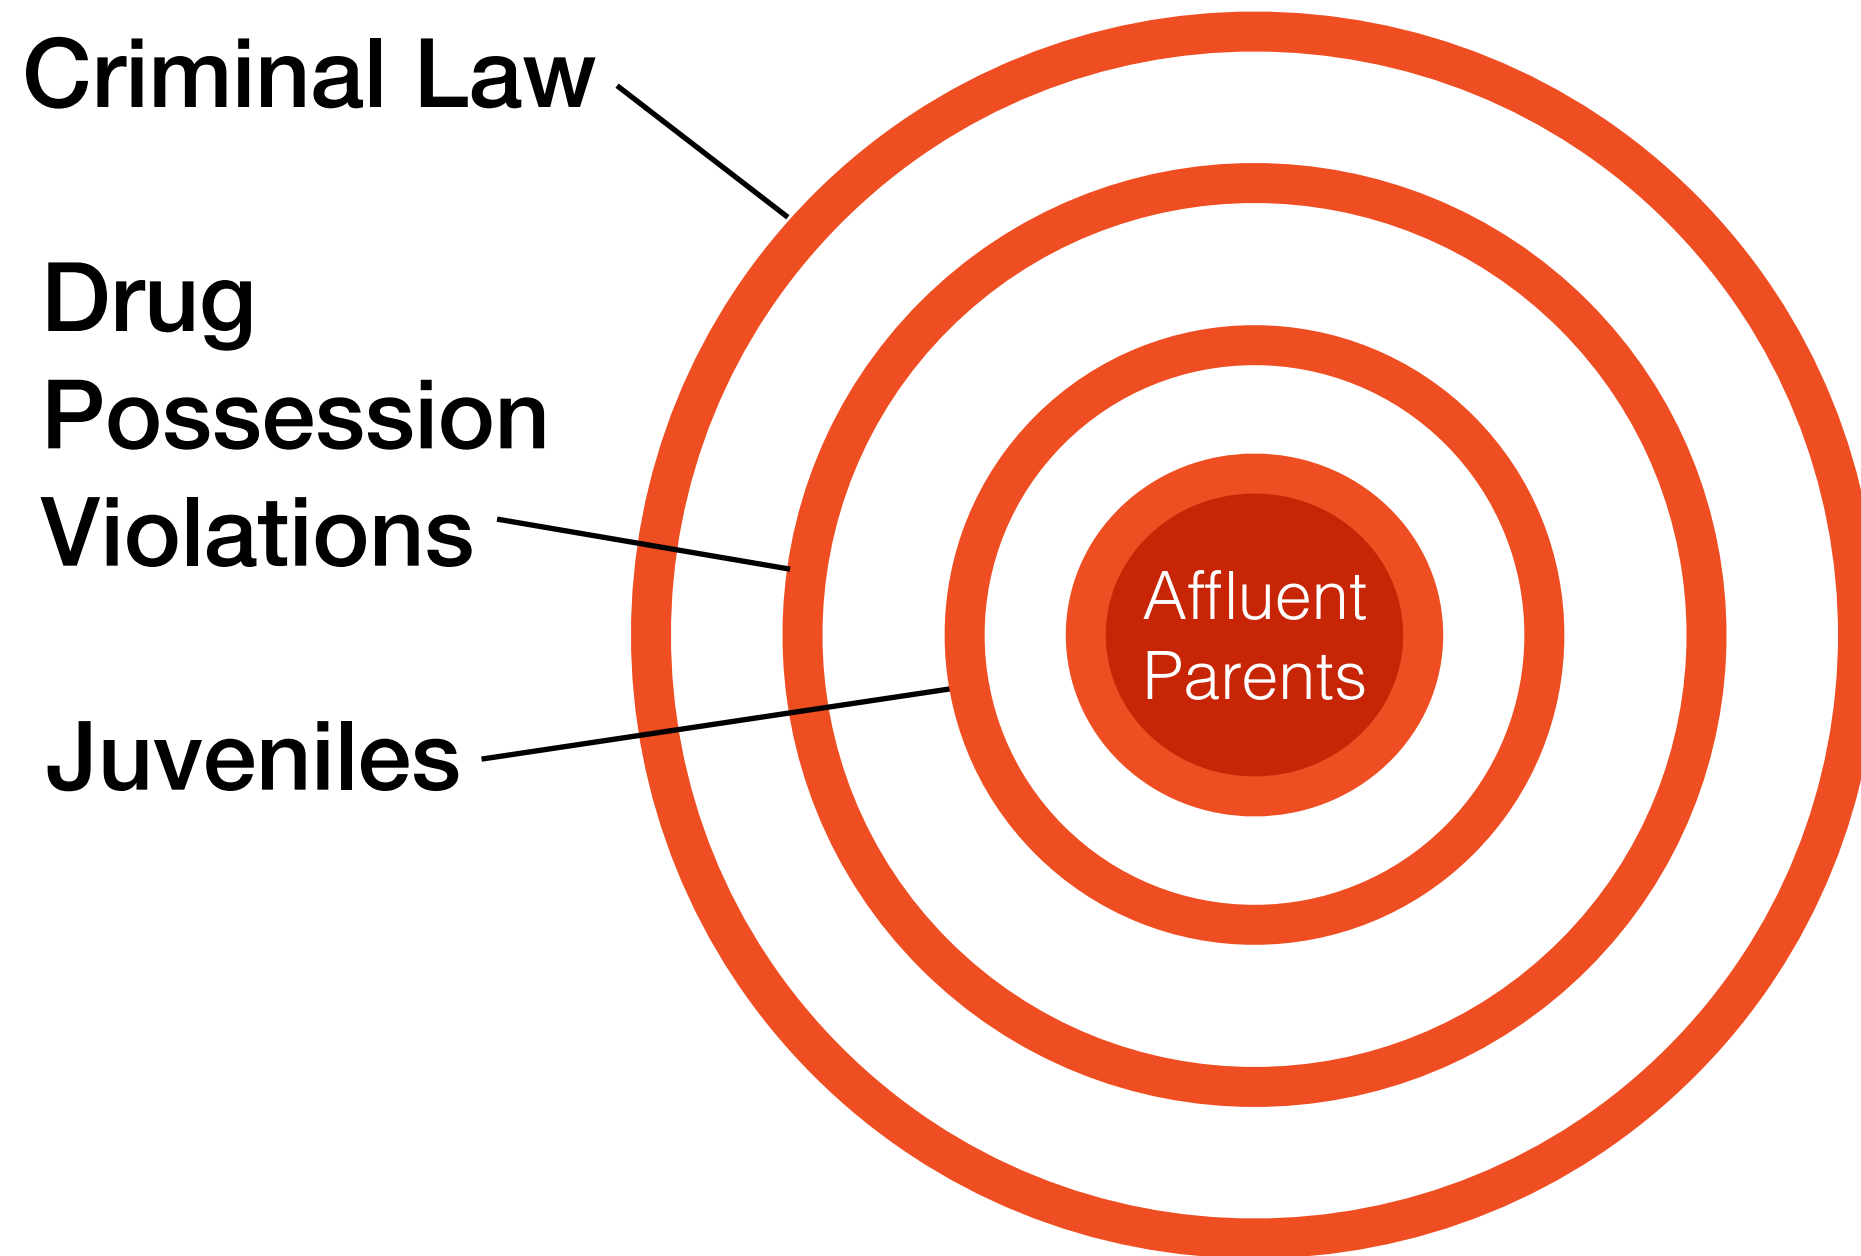 Criminal Law
Drug
Possession
Violations
Affluent
Parents
Juveniles